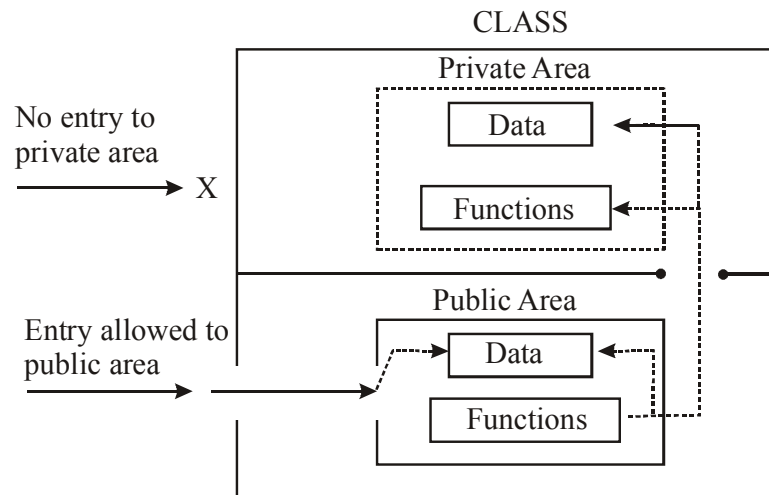 CLASS
Private Area
Data
Functions
No entry to
private area
X
Public Area
Data
Functions
Entry allowed to
public area